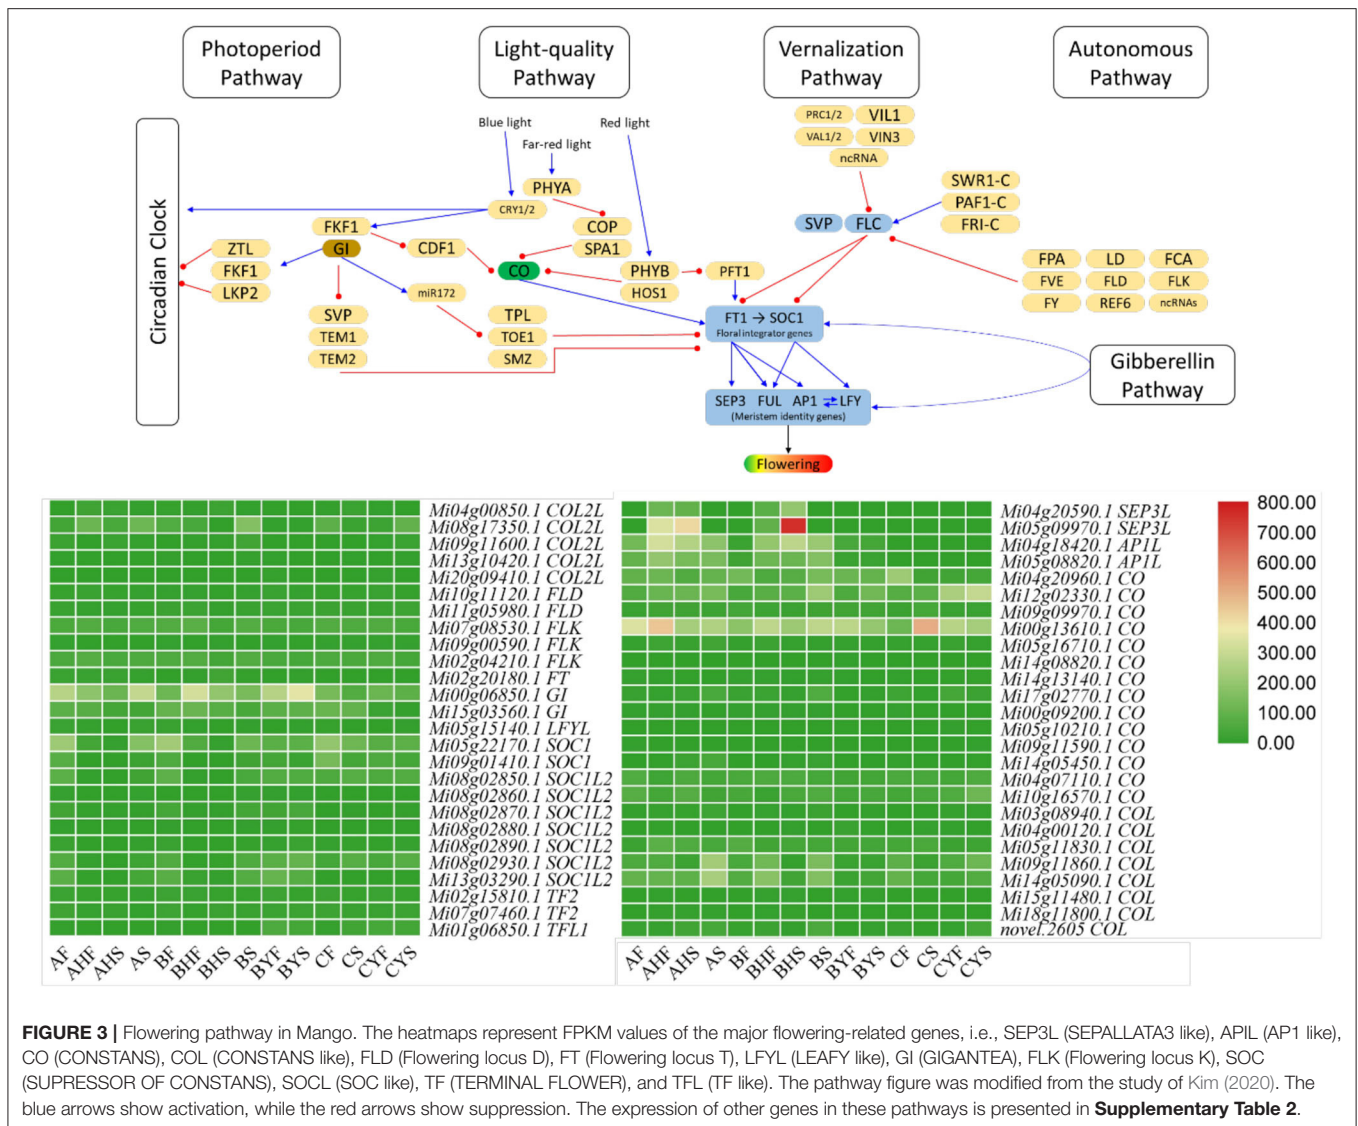 Photoperiod
Pathway
Light-quality
Pathway
Vernalization
Pathway
Autonomous
Pathway
Circadian Clock
Blue light
Far-red light
Red light
PHYA
CRY1/2
COP
SPA1
FKF1
GI
CDF1
CO
PHYB
HOS1
PFT1
ZTL
FKF1
LKP2
miR172
SVP
TEM1
TEM2
TPL
TOE1
SMZ
PRC1/2
VIL1
VAL1/2
VIN3
ncRNA
SVP
FLC
SWR1-C
PAF1-C
FRI-C
FPA
LD
FCA
FVE
FLD
FLK
FY
REF6
ncRNAs
FT1 → SOC1
Floral integrator genes
SEP3 FUL AP1 ⇄ LFY
(Meristem identity genes)
Gibberellin
Pathway
Flowering
Mi04g00850.1 COL2L
Mi08g17350.1 COL2L
Mi09g11600.1 COL2L
Mi13g10420.1 COL2L
Mi20g09410.1 COL2L
Mi10g11120.1 FLD
Mi11g05980.1 FLD
Mi07g08530.1 FLK
Mi09g00590.1 FLK
Mi02g04210.1 FLK
Mi02g20180.1 FT
Mi00g06850.1 GI
Mi15g03560.1 GI
Mi05g15140.1 LFYL
Mi05g22170.1 SOC1
Mi09g01410.1 SOC1
Mi08g02850.1 SOC1L2
Mi08g02860.1 SOC1L2
Mi08g02870.1 SOC1L2
Mi08g02880.1 SOC1L2
Mi08g02890.1 SOC1L2
Mi08g02930.1 SOC1L2
Mi13g03290.1 SOC1L2
Mi02g15810.1 TF2
Mi07g07460.1 TF2
Mi01g06850.1 TFL1
AF AHF AHS AS BF BHF BHS BS BYF BYS CF CS CYF CYS
Mi04g20590.1 SEP3L
Mi05g09970.1 SEP3L
Mi04g18420.1 AP1L
Mi05g08820.1 AP1L
Mi04g20960.1 CO
Mi12g02330.1 CO
Mi09g09970.1 CO
Mi00g13610.1 CO
Mi05g16710.1 CO
Mi14g08820.1 CO
Mi14g13140.1 CO
Mi17g02770.1 CO
Mi00g09200.1 CO
Mi05g10210.1 CO
Mi09g11590.1 CO
Mi14g05450.1 CO
Mi04g07110.1 CO
Mi10g16570.1 CO
Mi03g08940.1 COL
Mi04g00120.1 COL
Mi05g11830.1 COL
Mi09g11860.1 COL
Mi14g05090.1 COL
Mi15g11480.1 COL
Mi18g11800.1 COL
novel.2605 COL
AF AHF AHS AS BF BHF BHS BS BYF BYS CF CS CYF CYS
800.00
700.00
600.00
500.00
400.00
300.00
200.00
100.00
0.00
FIGURE 3 | Flowering pathway in Mango. The heatmaps represent FPKM values of the major flowering-related genes, i.e., SEP3L (SEPALLATA3 like), APIL (AP1 like),
CO (CONSTANS), COL (CONSTANS like), FLD (Flowering locus D), FT (Flowering locus T), LFYL (LEAFY like), GI (GIGANTEA), FLK (Flowering locus K), SOC
(SUPRESSOR OF CONSTANS), SOCL (SOC like), TF (TERMINAL FLOWER), and TFL (TF like). The pathway figure was modified from the study of Kim (2020). The
blue arrows show activation, while the red arrows show suppression. The expression of other genes in these pathways is presented in Supplementary Table 2.